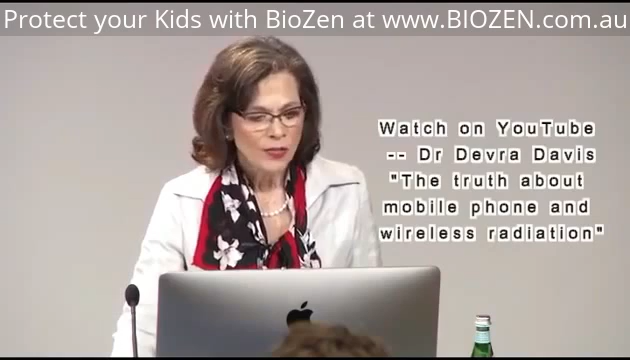 Protect your Kids with BioZen at www.BIOZEN.com.au
Watch on YouTube
-- Dr Devra Davis
"The truth about
mobile phone and
wireless radiation"